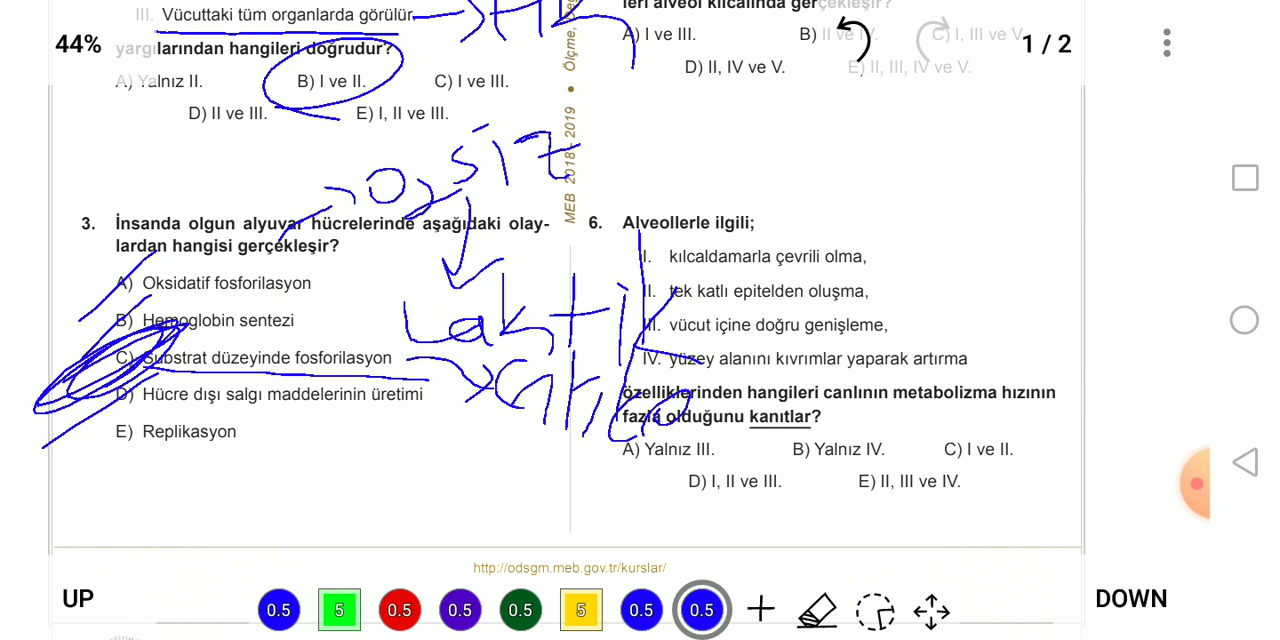 44%
1 / 2
III. Vücuttaki tüm organlarda görülür
yargılarından hangileri doğrudur?
A) Yalnız II. B) I ve II. C) I ve III.
D) II ve III. E) I, II ve III.
3. İnsanda olgun alyuvar hücrelerinde aşağıdaki olay-
lardan hangisi gerçekleşir?
A) Oksidatif fosforilasyon
B) Hemoglobin sentezi
C) Substrat düzeyinde fosforilasyon
D) Hücre dışı salgı maddelerinin üretimi
E) Replikasyon
O2 siz
Laktik
MEB 2018 - 2019 ● Ölçme, Değ
leri alveol kılcalında gerçekleşir?
A) I ve III. B) II ve IV. C) I, III ve V.
D) II, IV ve V. E) II, III, IV ve V.
6. Alveollerle ilgili;
I. kılcaldamarla çevrili olma,
II. tek katlı epitelden oluşma,
III. vücut içine doğru genişleme,
IV. yüzey alanını kıvrımlar yaparak artırma
özelliklerinden hangileri canlının metabolizma hızının
fazla olduğunu kanıtlar?
A) Yalnız III. B) Yalnız IV. C) I ve II.
D) I, II ve III. E) II, III ve IV.
http://odsgm.meb.gov.tr/kurslar/
UP
0.5 5 0.5 0.5 0.5 5 0.5 0.5
DOWN